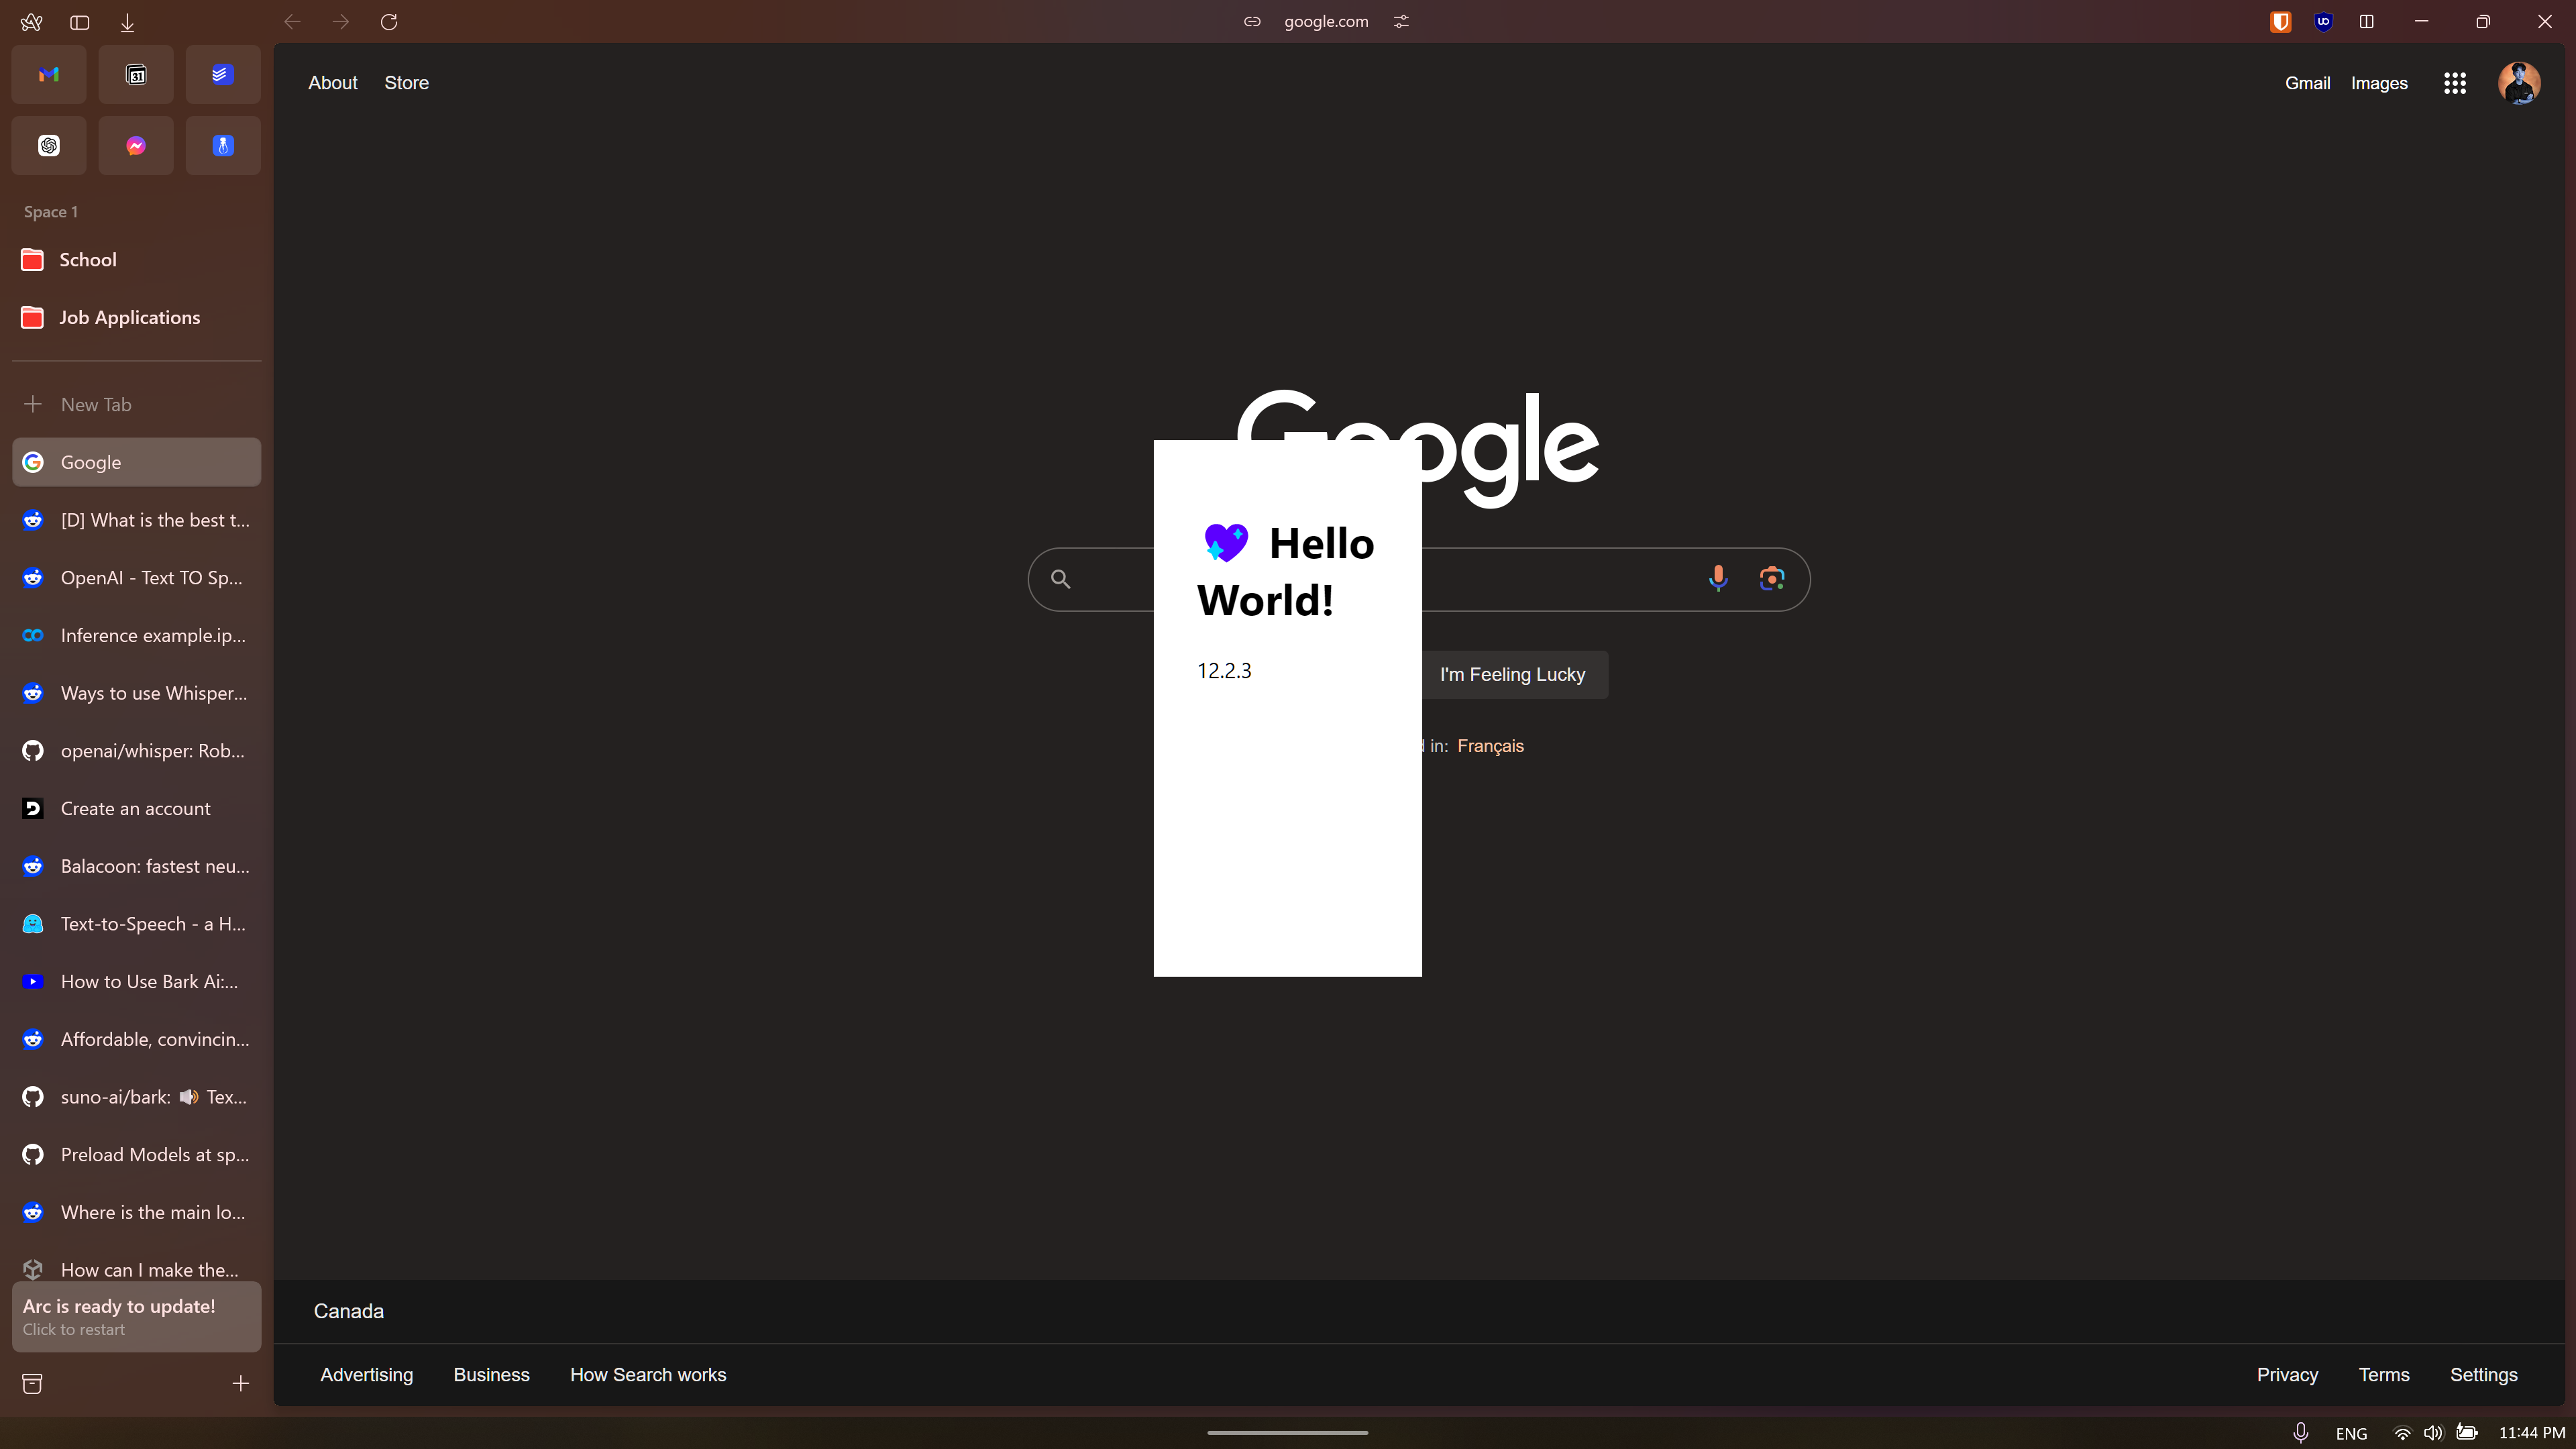 google.com
About
Store
Gmail
Images
31
Space 1
School
Job Applications
New Tab
Google
[D] What is the best t...
OpenAI - Text TO Sp...
Inference example.ip...
Ways to use Whisper...
openai/whisper: Rob...
Create an account
Balacoon: fastest neu...
Text-to-Speech - a H...
How to Use Bark Ai:...
Affordable, convincin...
suno-ai/bark: 🔊 Tex...
Preload Models at sp...
Where is the main lo...
How can I make the...
Arc is ready to update!
Click to restart
Google
💖 Hello
World!
12.2.3
I'm Feeling Lucky
in: Français
Canada
Advertising
Business
How Search works
Privacy
Terms
Settings
ENG
11:44 PM